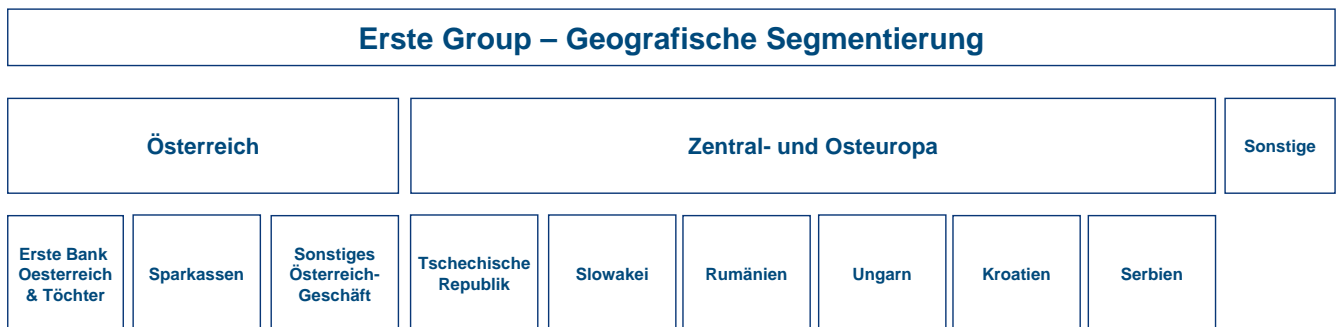 Erste Group – Geografische Segmentierung
Österreich
Zentral- und Osteuropa
Sonstige
Erste Bank
Oesterreich
& Töchter
Sparkassen
Sonstiges
Österreich-
Geschäft
Tschechische
Republik
Slowakei
Rumänien
Ungarn
Kroatien
Serbien